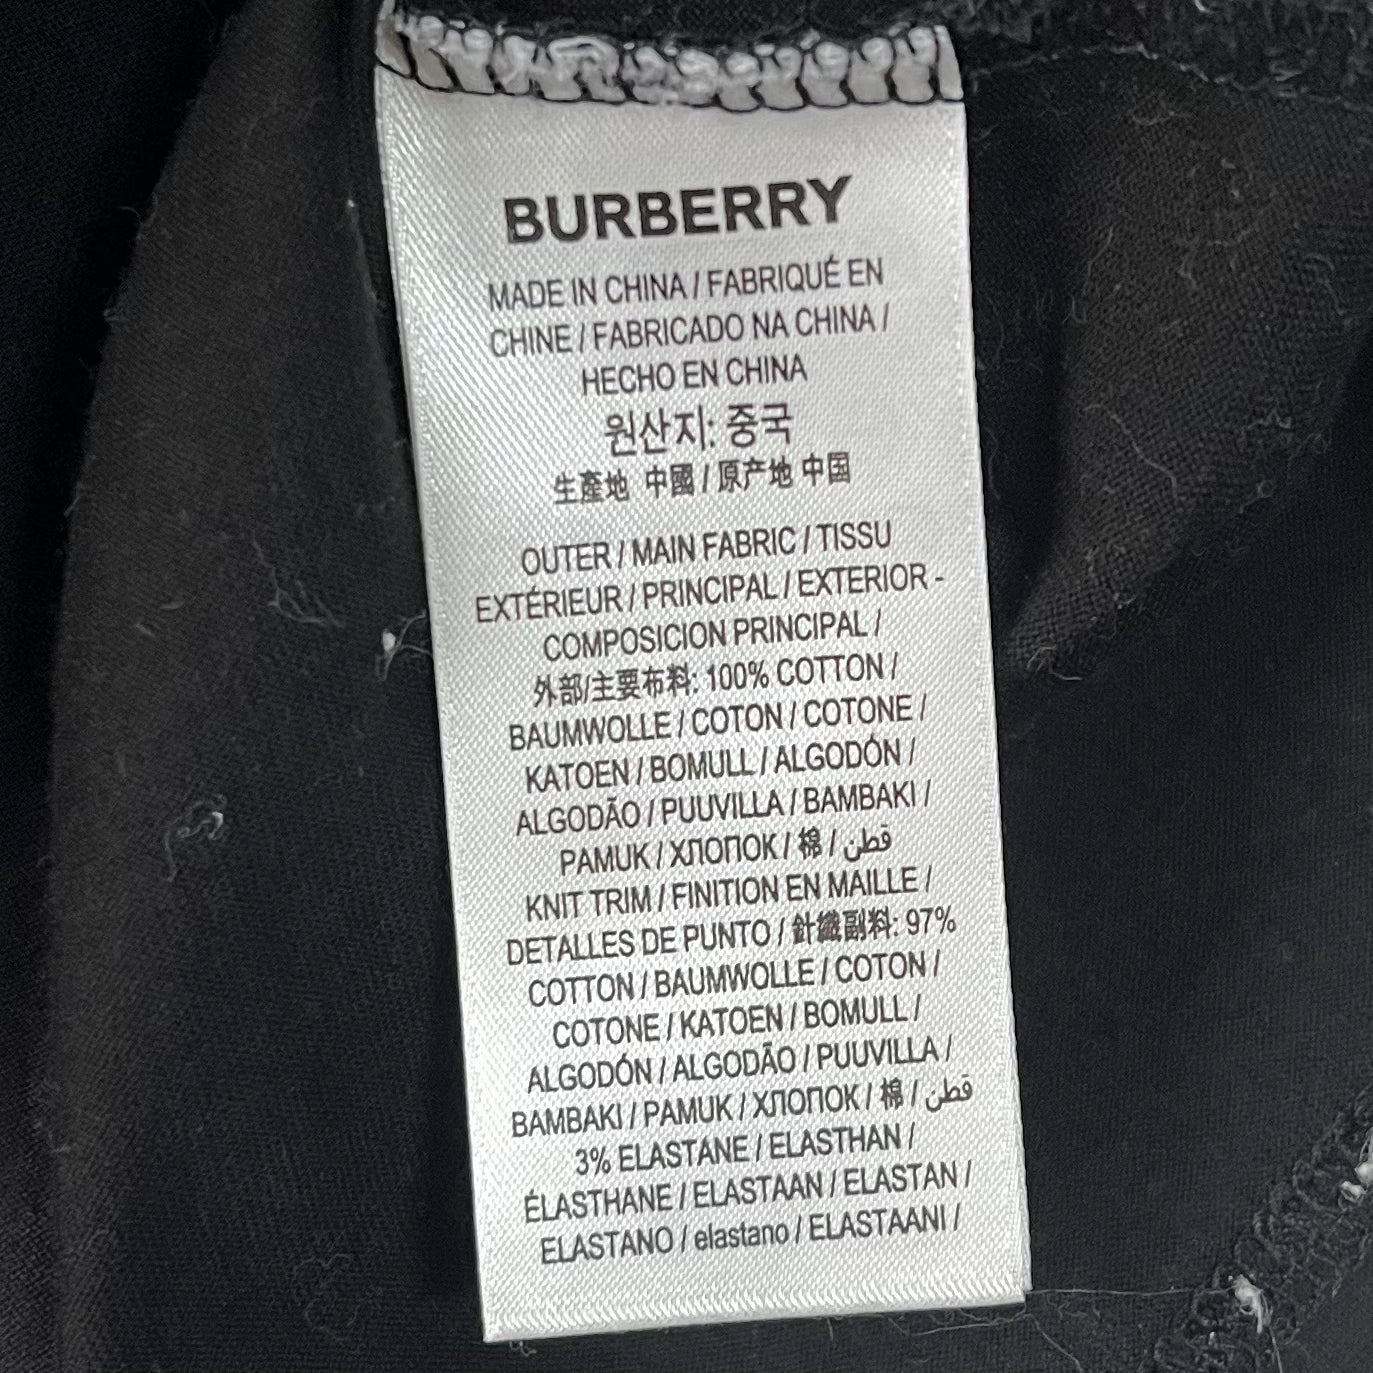 BURBERRY
MADE IN CHINA / FABRIQUÉ EN
CHINE / FABRICADO NA CHINA /
HECHO EN CHINA
원산지: 중국
生產地 中國 / 原产地 中国
OUTER / MAIN FABRIC / TISSU
EXTÉRIEUR / PRINCIPAL / EXTERIOR -
COMPOSICION PRINCIPAL /
外部/主要布料: 100% COTTON /
BAUMWOLLE / COTON / COTONE /
KATOEN / BOMULL / ALGODÓN /
ALGODÃO / PUUVILLA / BAMBAKI /
PAMUK / ХЛОПОК / 棉 / قطن
KNIT TRIM / FINITION EN MAILLE /
DETALLES DE PUNTO / 針織副料: 97%
COTTON / BAUMWOLLE / COTON /
COTONE / KATOEN / BOMULL /
ALGODÓN / ALGODÃO / PUUVILLA /
BAMBAKI / PAMUK / ХЛОПОК / 棉 / قطن
3% ELASTANE / ELASTHAN /
ÉLASTHANE / ELASTAAN / ELASTAN /
ELASTANO / elastano / ELASTAANI /